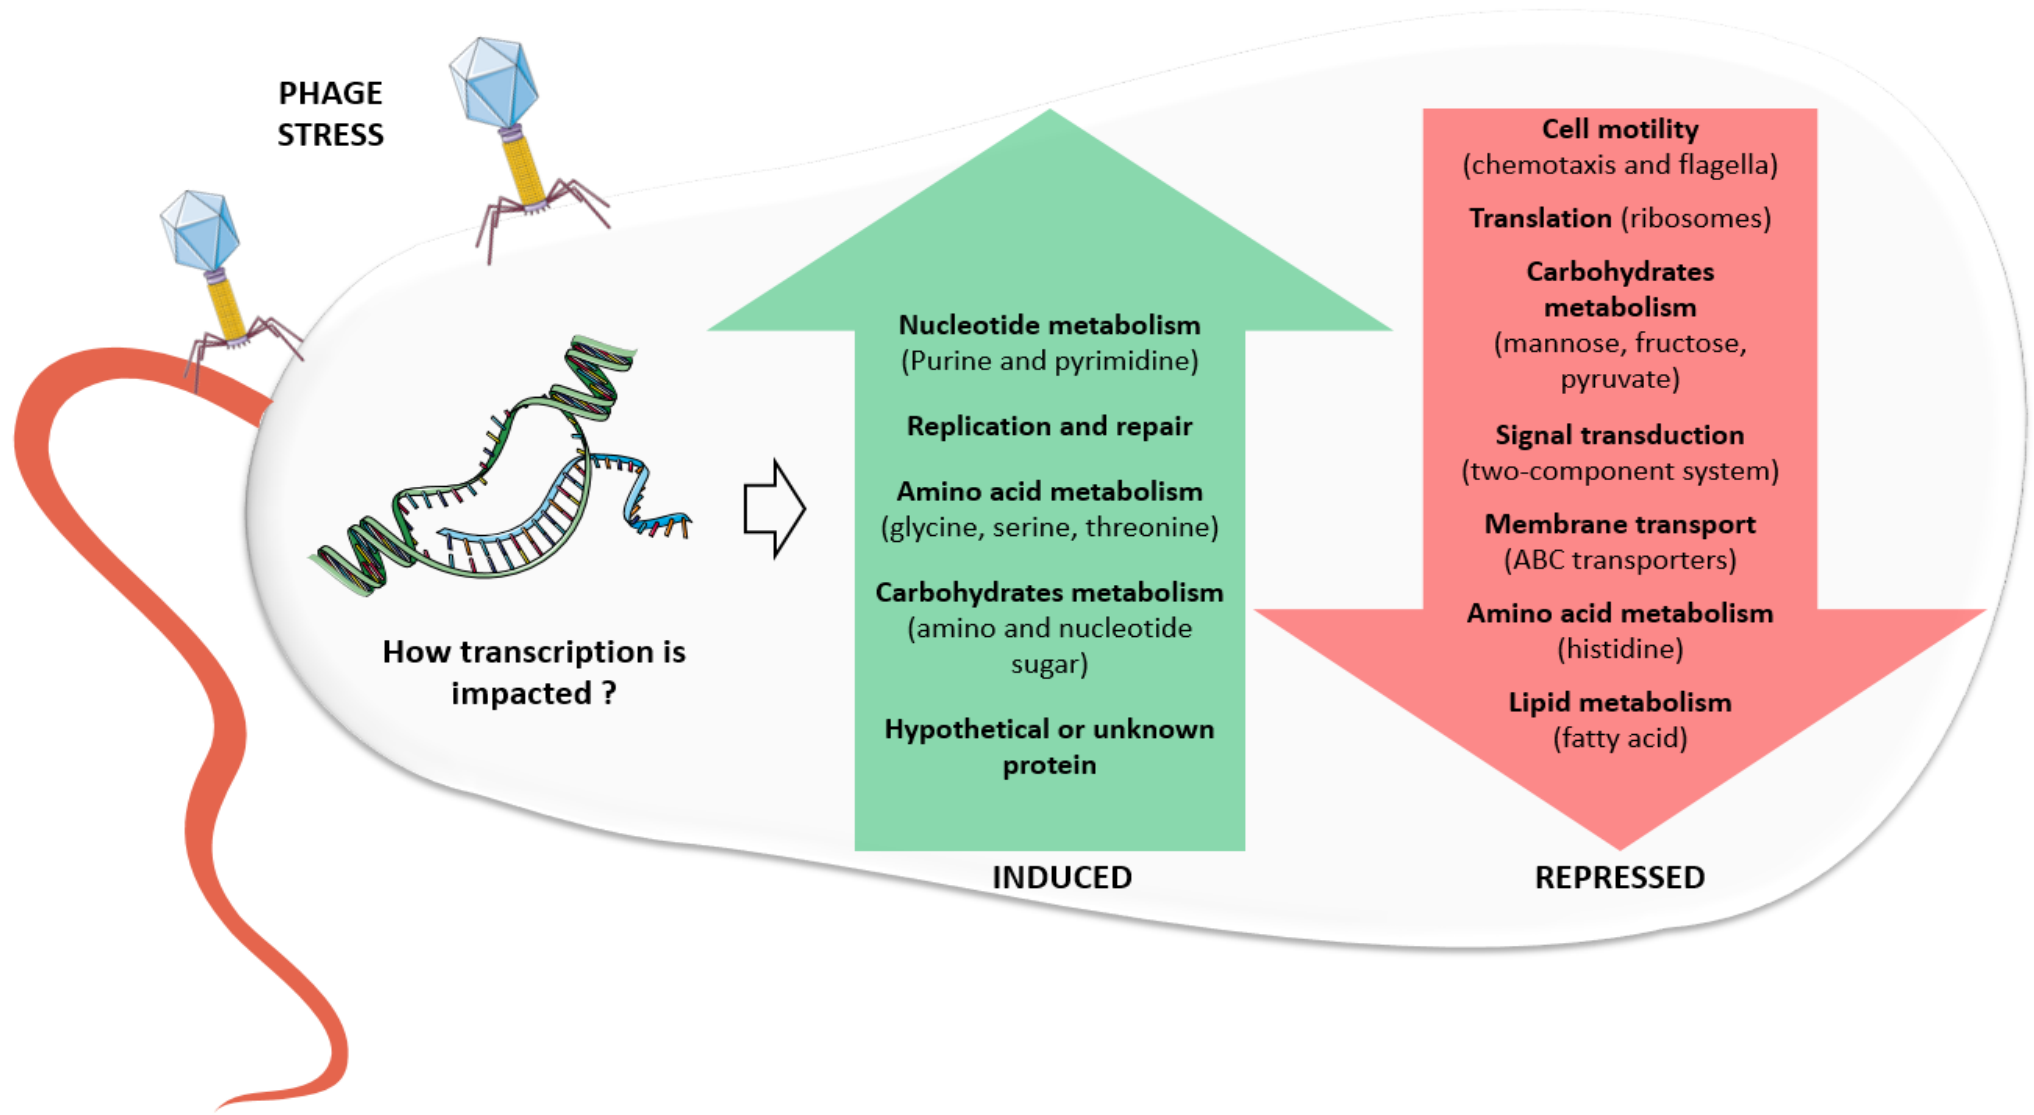 PHAGE
STRESS
How transcription is
impacted ?
Nucleotide metabolism
(Purine and pyrimidine)
Replication and repair
Amino acid metabolism
(glycine, serine, threonine)
Carbohydrates metabolism
(amino and nucleotide
sugar)
Hypothetical or unknown
protein
INDUCED
Cell motility
(chemotaxis and flagella)
Translation (ribosomes)
Carbohydrates
metabolism
(mannose, fructose,
pyruvate)
Signal transduction
(two-component system)
Membrane transport
(ABC transporters)
Amino acid metabolism
(histidine)
Lipid metabolism
(fatty acid)
REPRESSED